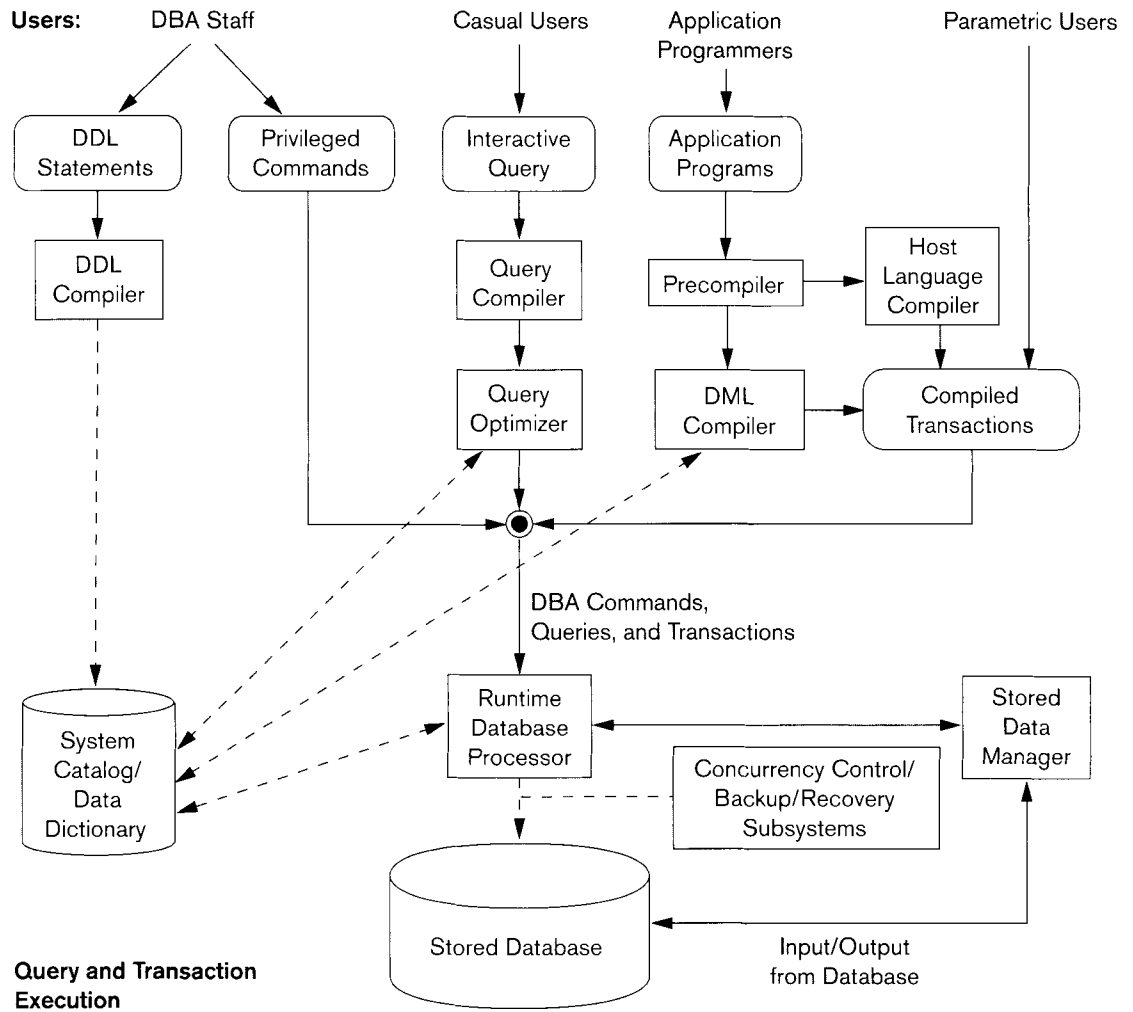 Users:
DBA Staff
Casual Users
Application
Programmers
Parametric Users
DDL
Statements
Privileged
Commands
Interactive
Query
Application
Programs
DDL
Compiler
Query
Compiler
Precompiler
Host
Language
Compiler
Query
Optimizer
DML
Compiler
Compiled
Transactions
DBA Commands,
Queries, and Transactions
System
Catalog/
Data
Dictionary
Runtime
Database
Processor
Stored
Data
Manager
Concurrency Control/
Backup/Recovery
Subsystems
Stored Database
Input/Output
from Database
Query and Transaction
Execution